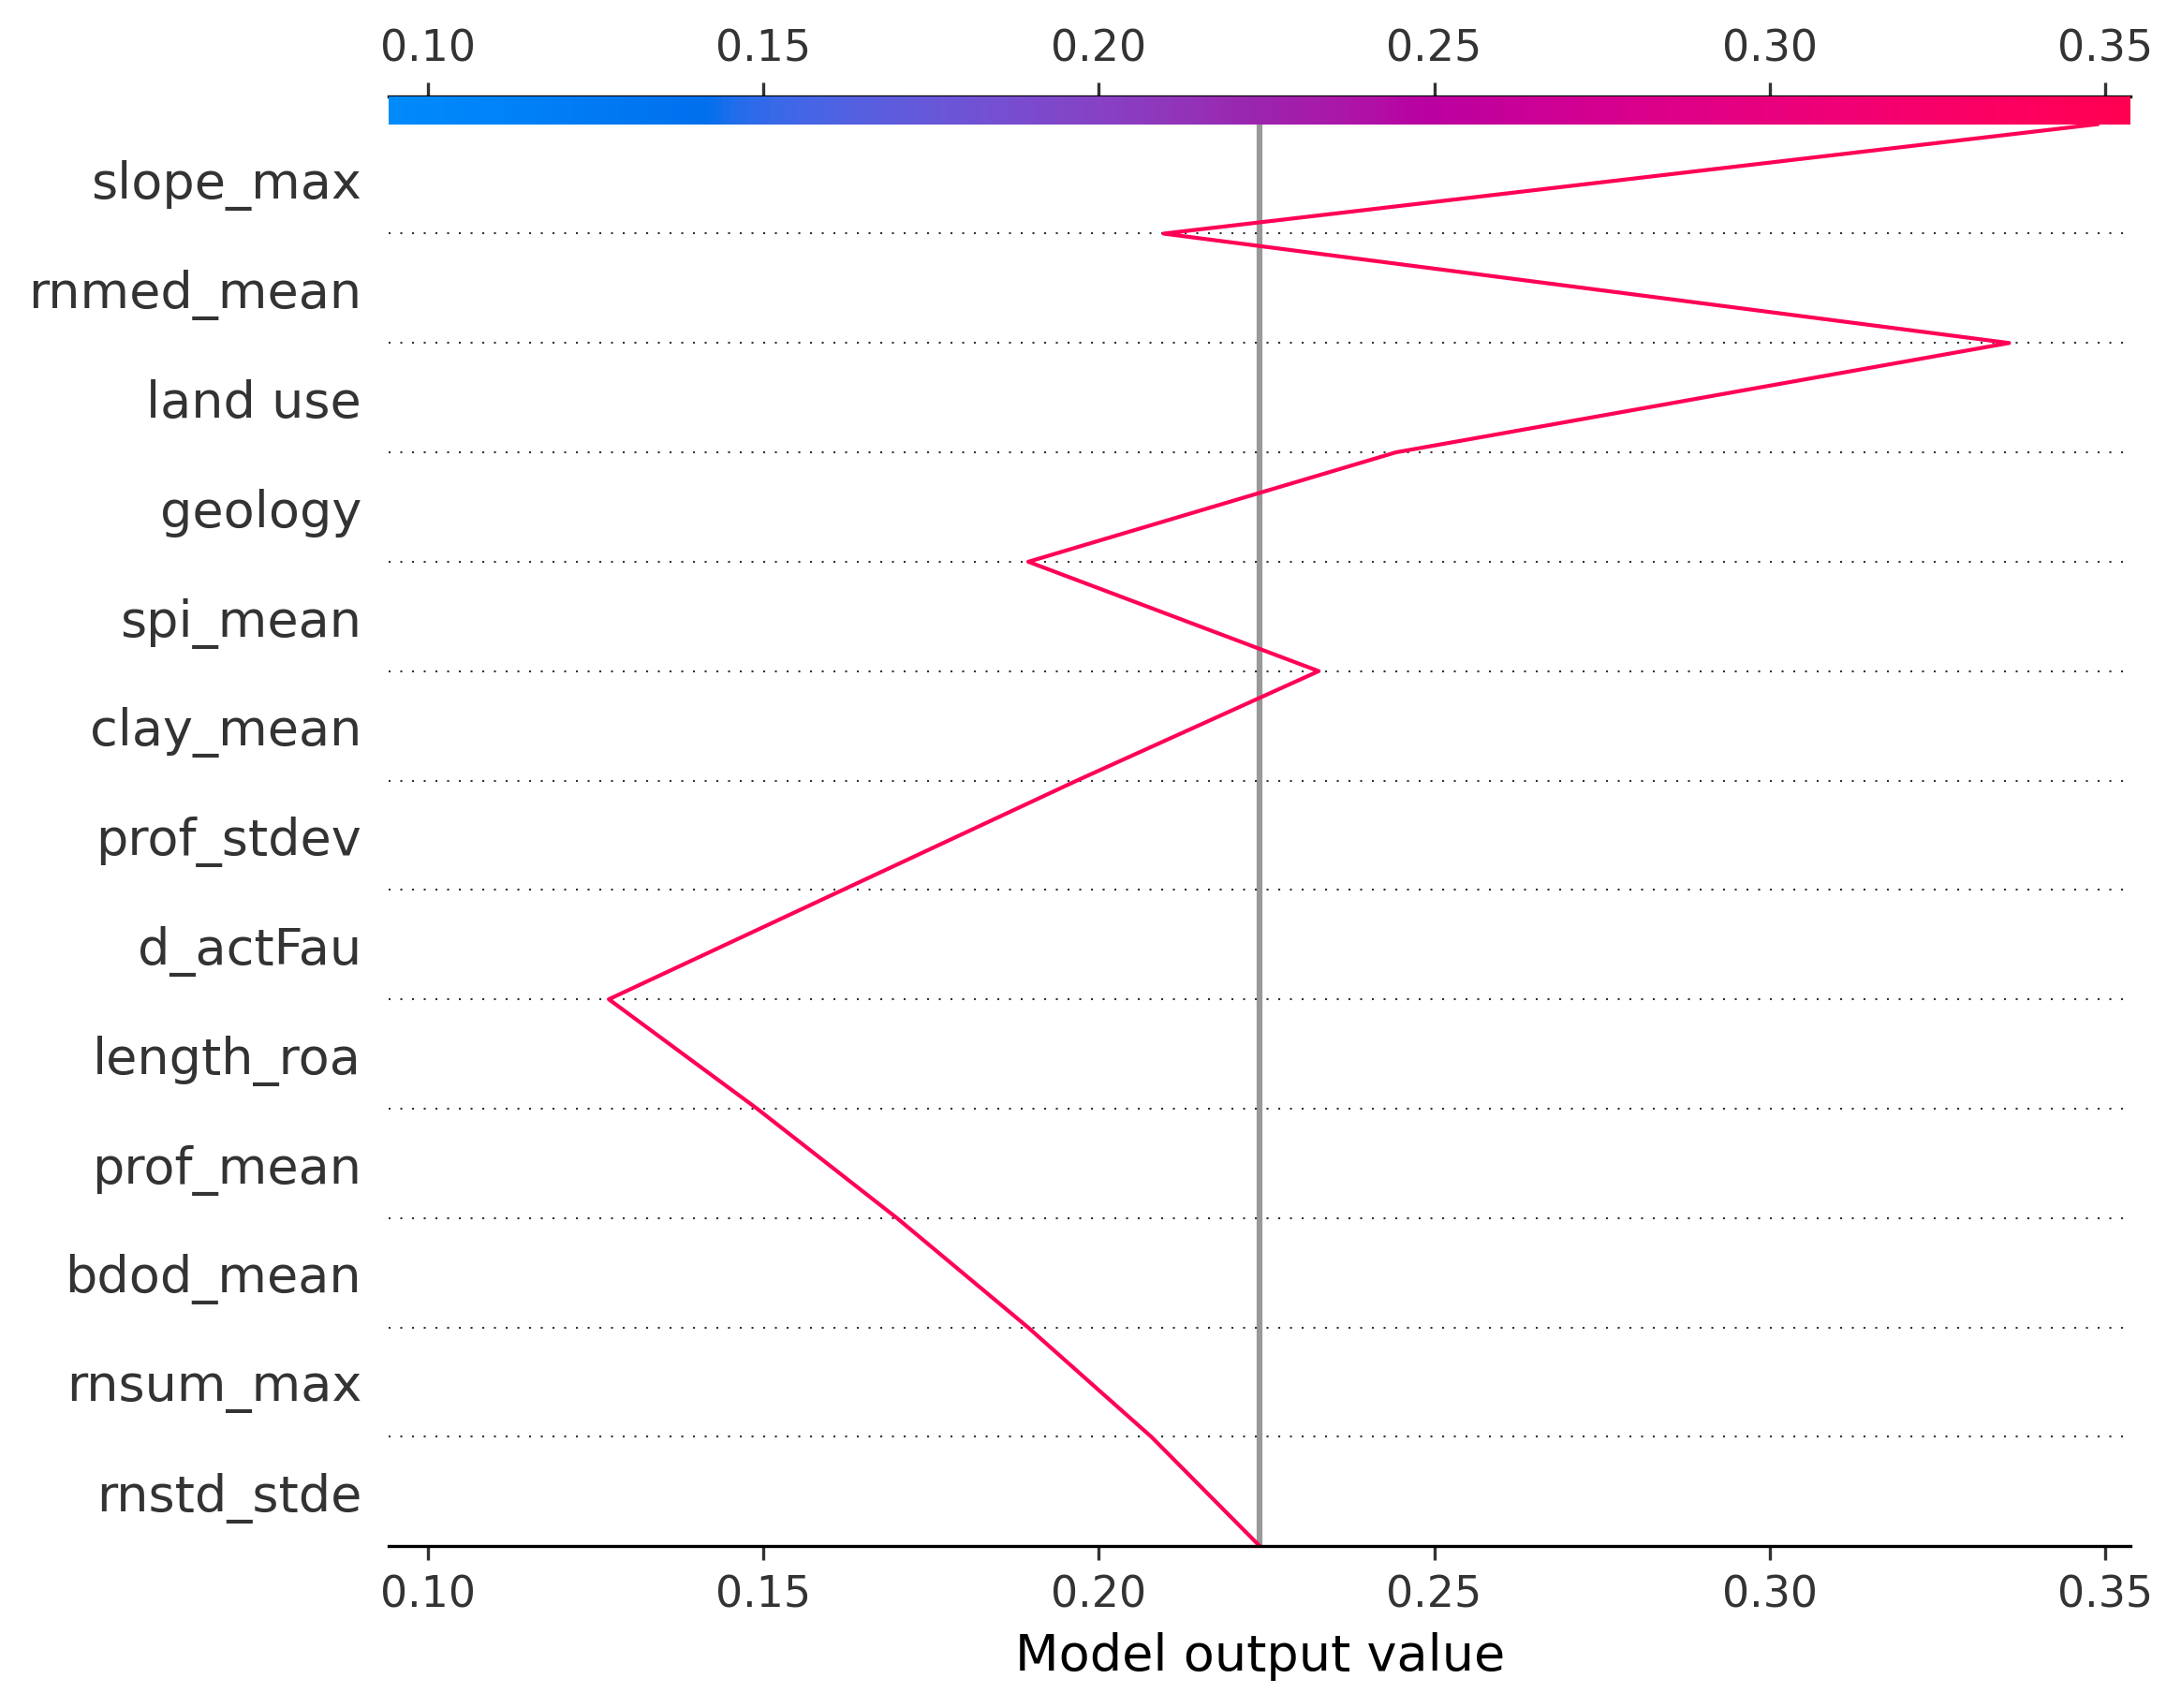 0.10 0.15 0.20 0.25 0.30 0.35
slope_max
rnmed_mean
land use
geology
spi_mean
clay_mean
prof_stdev
d_actFau
length_roa
prof_mean
bdod_mean
rnsum_max
rnstd_stde
0.10 0.15 0.20 0.25 0.30 0.35
Model output value